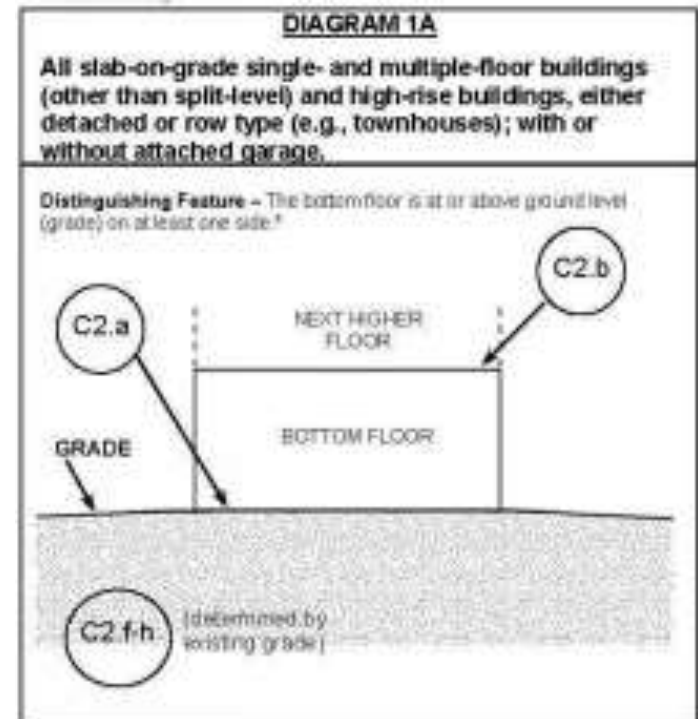 DIAGRAM 1A
All slab-on-grade single- and multiple-floor buildings
(other than split-level) and high-rise buildings, either
detached or row type (e.g., townhouses); with or
without attached garage.
Distinguishing Feature – The bottom floor is at or above ground level
(grade) on at least one side.*
C2.b
C2.a
NEXT HIGHER
FLOOR
BOTTOM FLOOR
GRADE
C2.f-h
(determined by
existing grade)